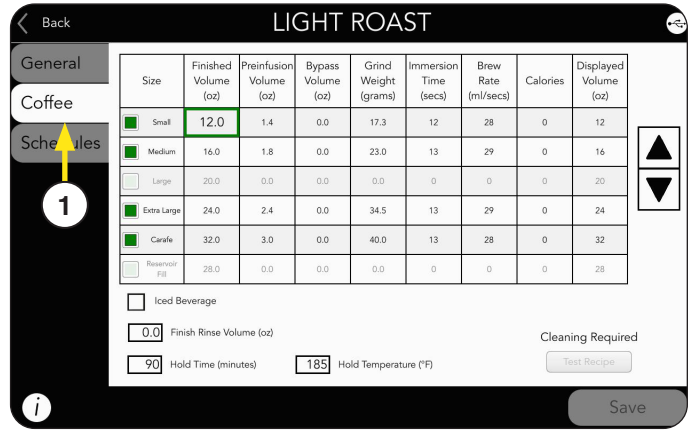 Back
LIGHT ROAST
General
Coffee
Schedules
1
Size Finished Volume (oz) Preinfusion Volume (oz) Bypass Volume (oz) Grind Weight (grams) Immersion Time (secs) Brew Rate (ml/secs) Calories Displayed Volume (oz)
Small 12.0 1.4 0.0 17.3 12 28 0 12
Medium 16.0 1.8 0.0 23.0 13 29 0 16
Large 20.0 0.0 0.0 0.0 0 0 0 20
Extra Large 24.0 2.4 0.0 34.5 13 29 0 24
Carafe 32.0 3.0 0.0 40.0 13 28 0 32
Reservoir Fill 28.0 0.0 0.0 0.0 0 0 0 28
Iced Beverage
0.0 Finish Rinse Volume (oz)
90 Hold Time (minutes) 185 Hold Temperature (°F)
Cleaning Required
Test Recipe
i
Save